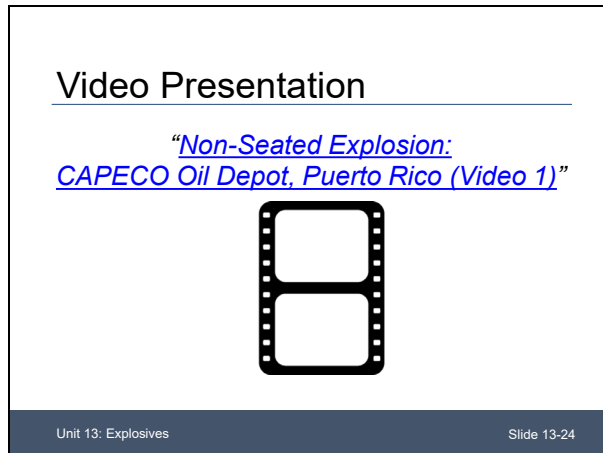 Video Presentation
“Non-Seated Explosion:
CAPECO Oil Depot, Puerto Rico (Video 1)”
Unit 13: Explosives
Slide 13-24